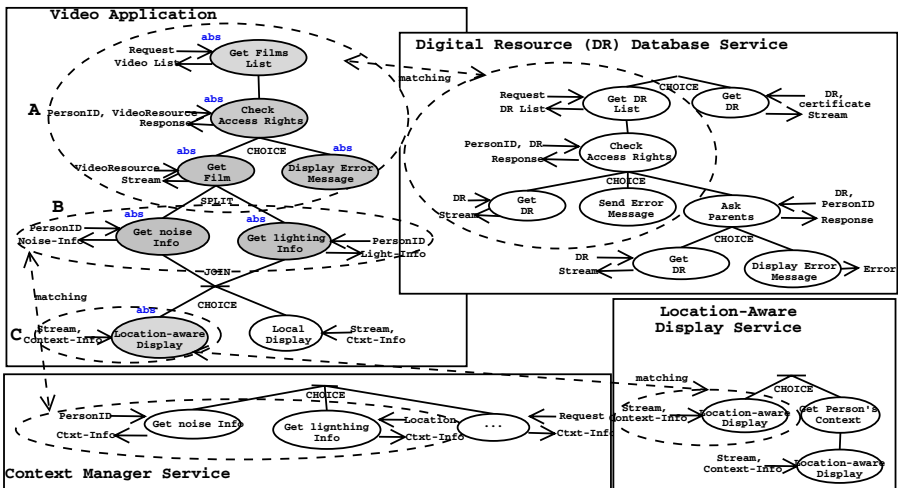 Video Application
abs
Request
Video List
Get Films
List
A
abs
PersonID, VideoResource
Response
Check
Access Rights
CHOICE
abs
abs
VideoResource
Stream
Get
Film
Display Error
Message
SPLIT
B
abs
abs
PersonID
Noise-Info
Get noise
Info
Get lighting
Info
PersonID
Light-Info
JOIN
matching
CHOICE
abs
C
Stream,
Context-Info
Location-aware
Display
Local
Display
Stream,
Ctxt-Info
matching
Digital Resource (DR) Database Service
CHOICE
Request
DR List
Get DR
List
Get
DR
DR,
certificate
Stream
PersonID, DR
Response
Check
Access Rights
CHOICE
DR
Stream
Get
DR
Send Error
Message
Ask
Parents
DR,
PersonID
Response
CHOICE
DR
Stream
Get
DR
Display Error
Message
Error
Location-Aware
Display Service
matching
CHOICE
Stream,
Context-Info
Location-aware
Display
Get Person's
Context
Stream,
Context-Info
Location-aware
Display
CHOICE
PersonID
Ctxt-Info
Get noise Info
Get lignthing
Info
Location
Ctxt-Info
...
Request
Ctxt-Info
Context Manager Service